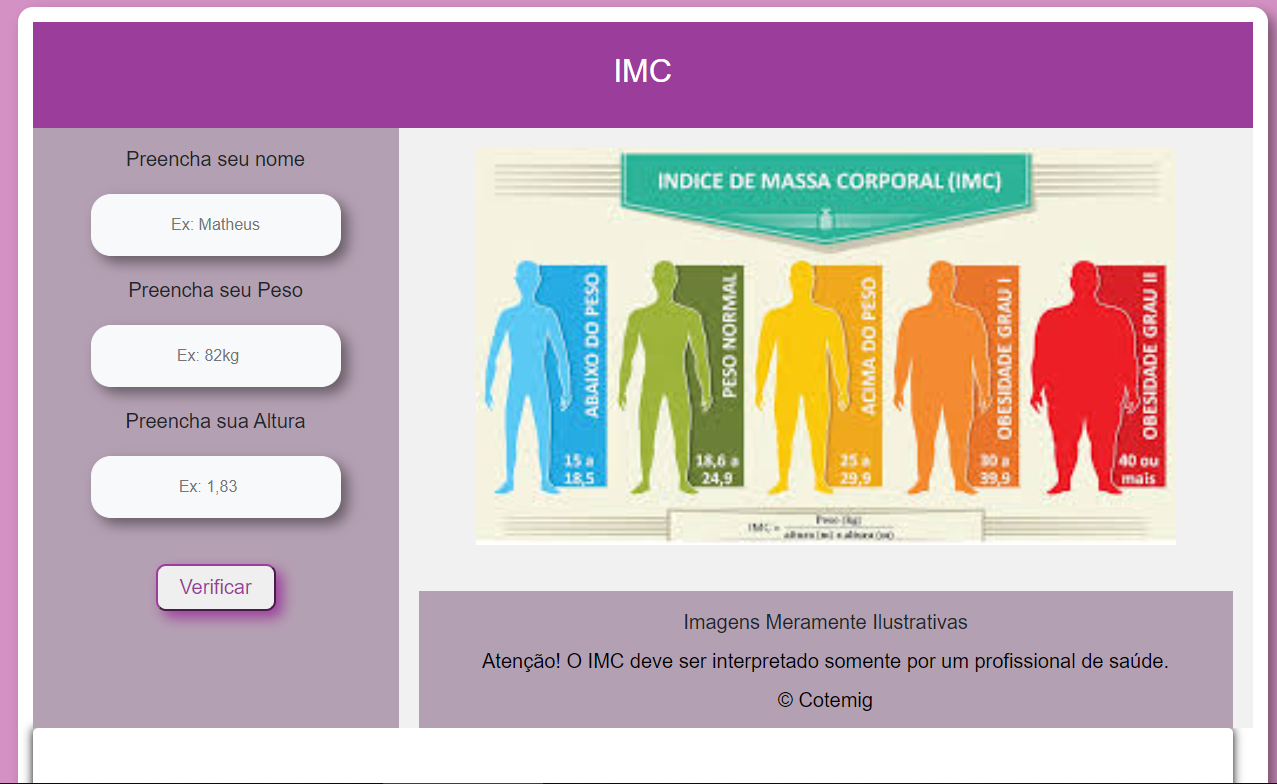 IMC
Preencha seu nome
Ex: Matheus
Preencha seu Peso
Ex: 82kg
Preencha sua Altura
Ex: 1,83
Verificar
INDICE DE MASSA CORPORAL (IMC)
ABAIXO DO PESO
15 a
18,5
PESO NORMAL
18,6 a
24,9
ACIMA DO PESO
25 a
29,9
OBESIDADE GRAU I
30 a
39,9
OBESIDADE GRAU II
40 ou
mais
IMC = Peso (kg)
altura (m) x altura (m)
Imagens Meramente Ilustrativas
Atenção! O IMC deve ser interpretado somente por um profissional de saúde.
© Cotemig